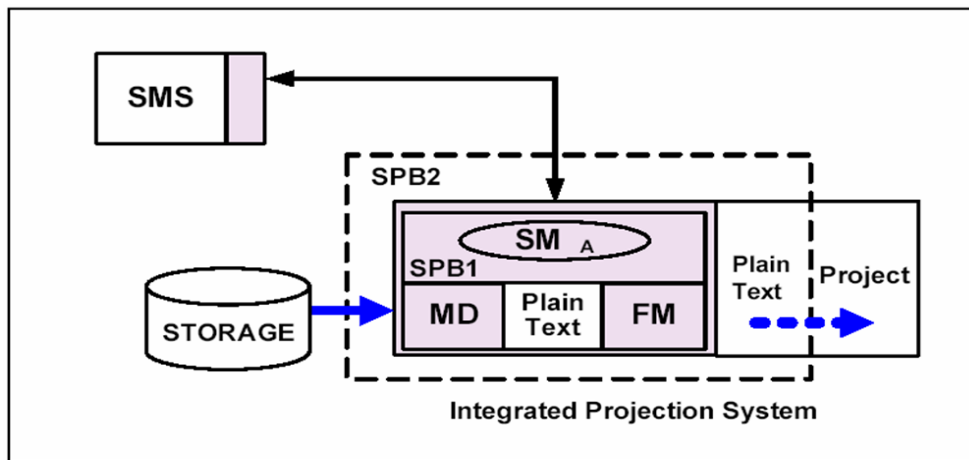 SMS
SPB2
SM A
SPB1
MD
Plain
Text
FM
Plain
Text
Project
STORAGE
Integrated Projection System